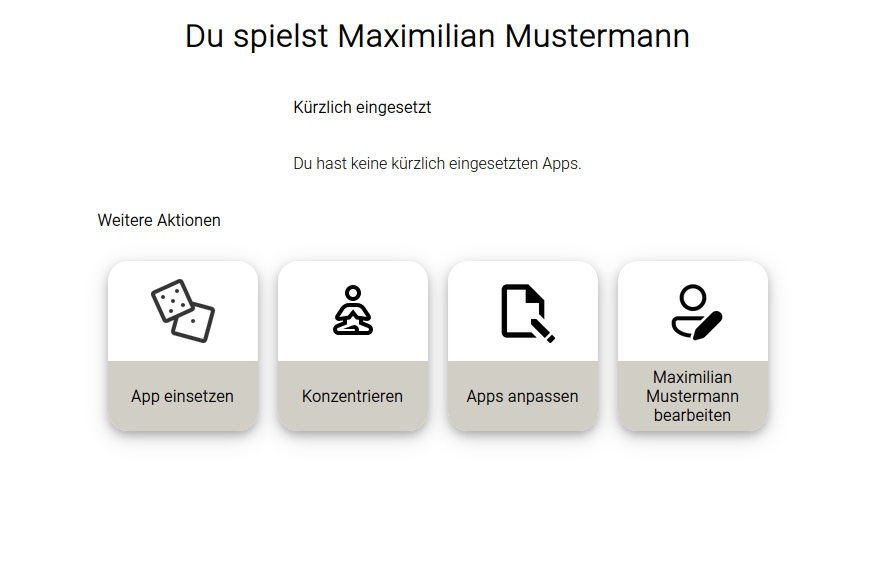 Du spielst Maximilian Mustermann
Kürzlich eingesetzt
Du hast keine kürzlich eingesetzten Apps.
Weitere Aktionen
App einsetzen
Konzentrieren
Apps anpassen
Maximilian
Mustermann
bearbeiten